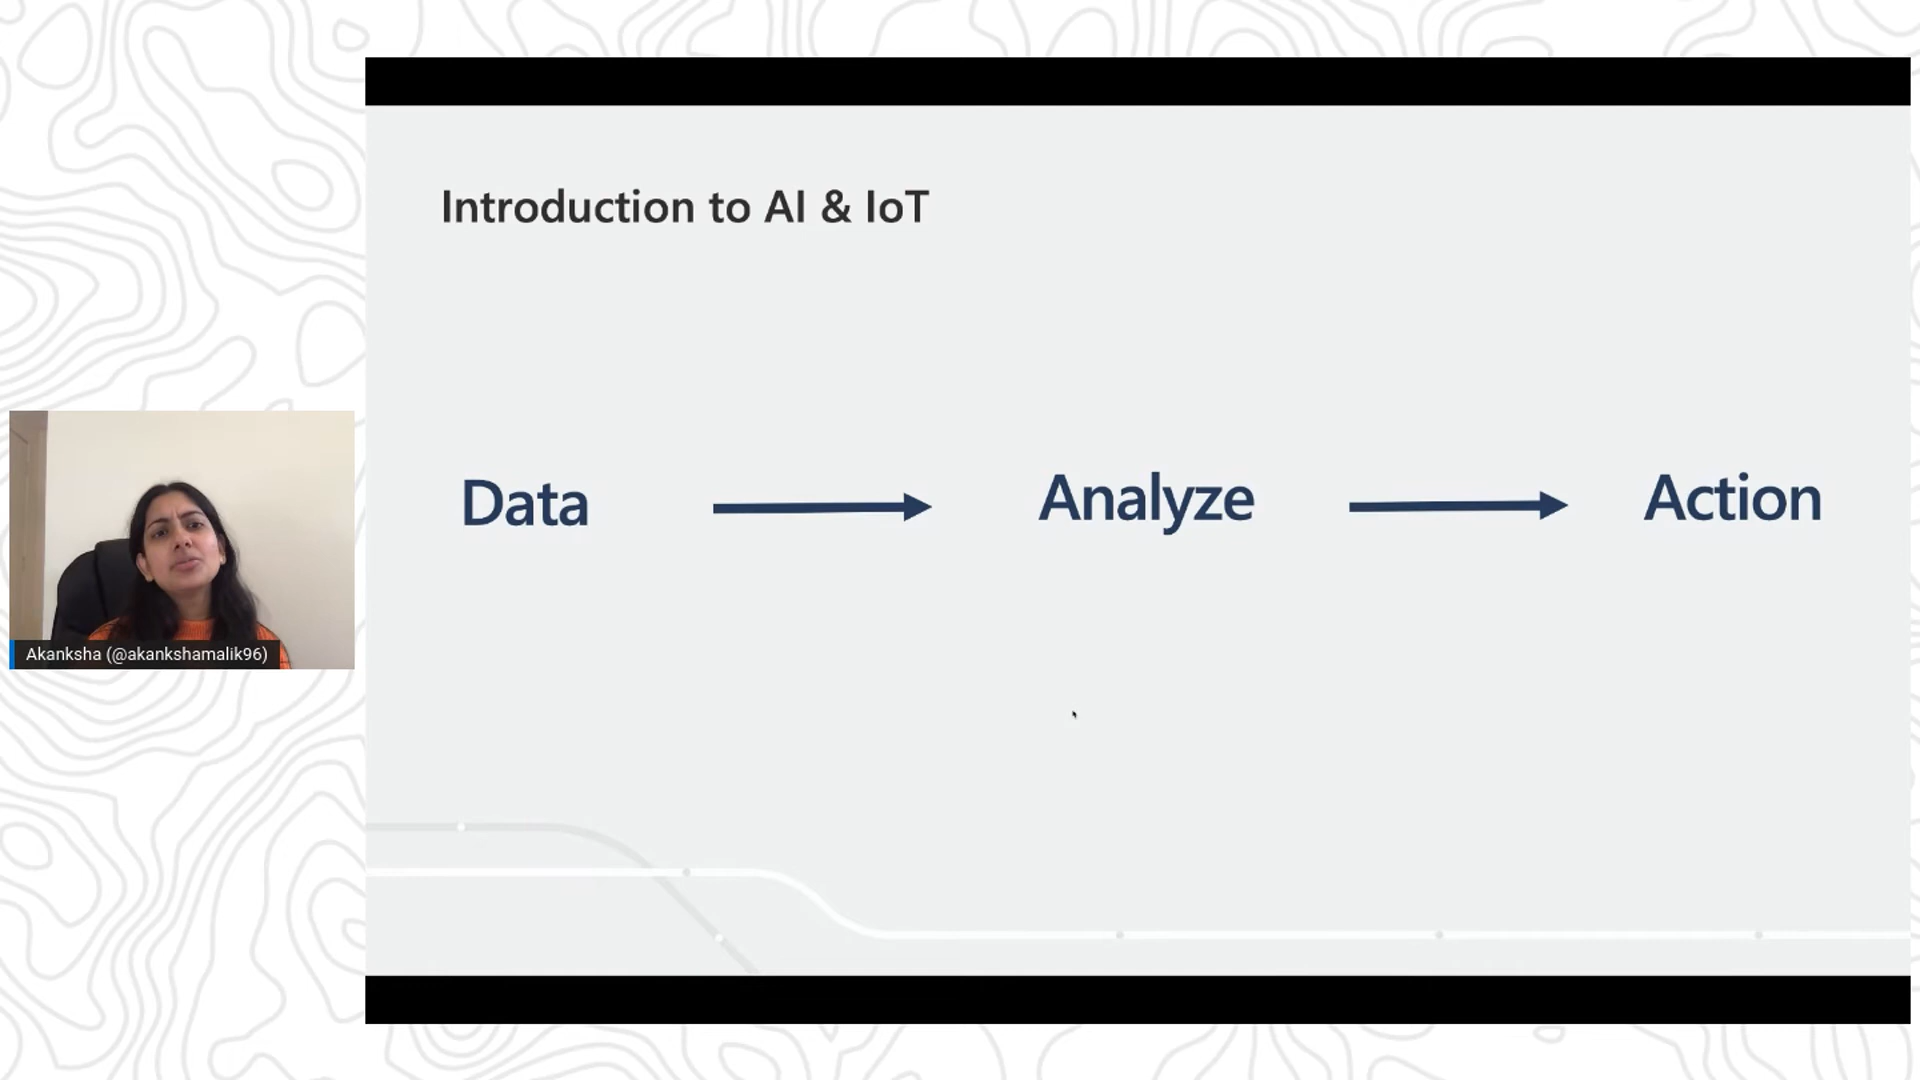 Introduction to AI & IoT
Data
Analyze
Action
Akanksha (@akankshamalik96)